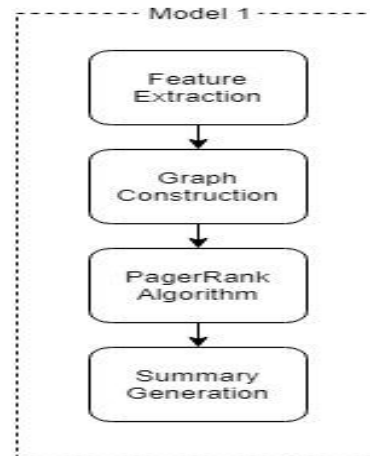 Model 1
Feature
Extraction
Graph
Construction
PagerRank
Algorithm
Summary
Generation